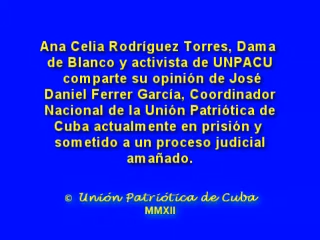 Ana Celia Rodríguez Torres, Dama
de Blanco y activista de UNPACU
comparte su opinión de José
Daniel Ferrer García, Coordinador
Nacional de la Unión Patriótica de
Cuba actualmente en prisión y
sometido a un proceso judicial
amañado.
© Unión Patriótica de Cuba
MMXII